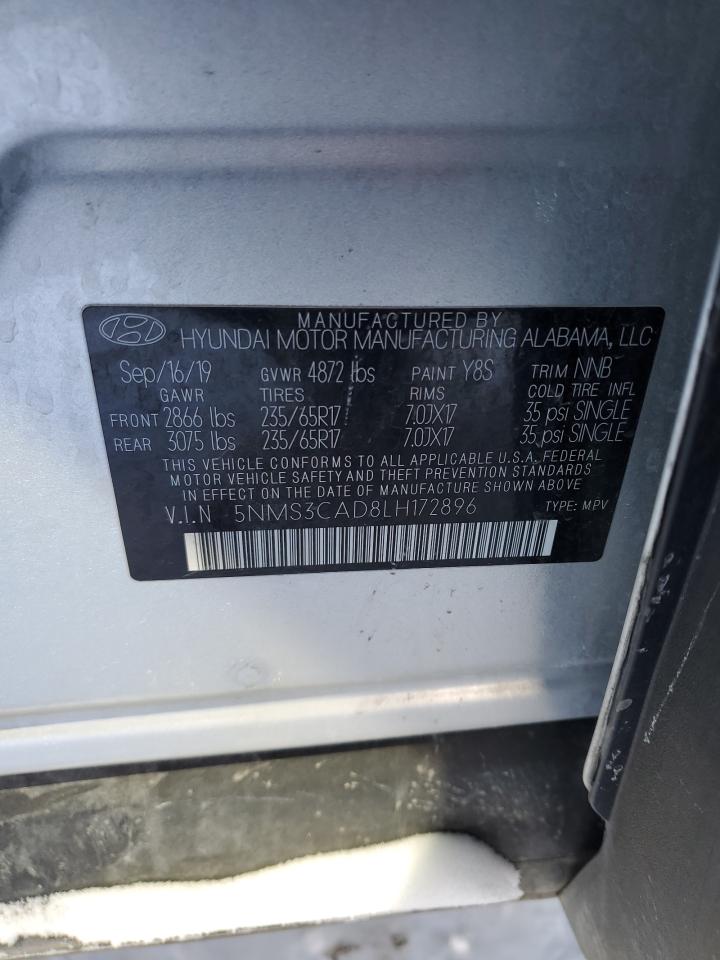 MANUFACTURED BY
HYUNDAI MOTOR MANUFACTURING ALABAMA, LLC
Sep/16/19 GVWR 4872 lbs PAINT Y8S TRIM NNB
GAWR TIRES RIMS COLD TIRE INFL
FRONT 2866 lbs 235/65R17 7.0JX17 35 psi SINGLE
REAR 3075 lbs 235/65R17 7.0JX17 35 psi SINGLE
THIS VEHICLE CONFORMS TO ALL APPLICABLE U.S.A. FEDERAL
MOTOR VEHICLE SAFETY AND THEFT PREVENTION STANDARDS
IN EFFECT ON THE DATE OF MANUFACTURE SHOWN ABOVE
V.I.N 5NMS3CAD8LH172896 TYPE: MPV